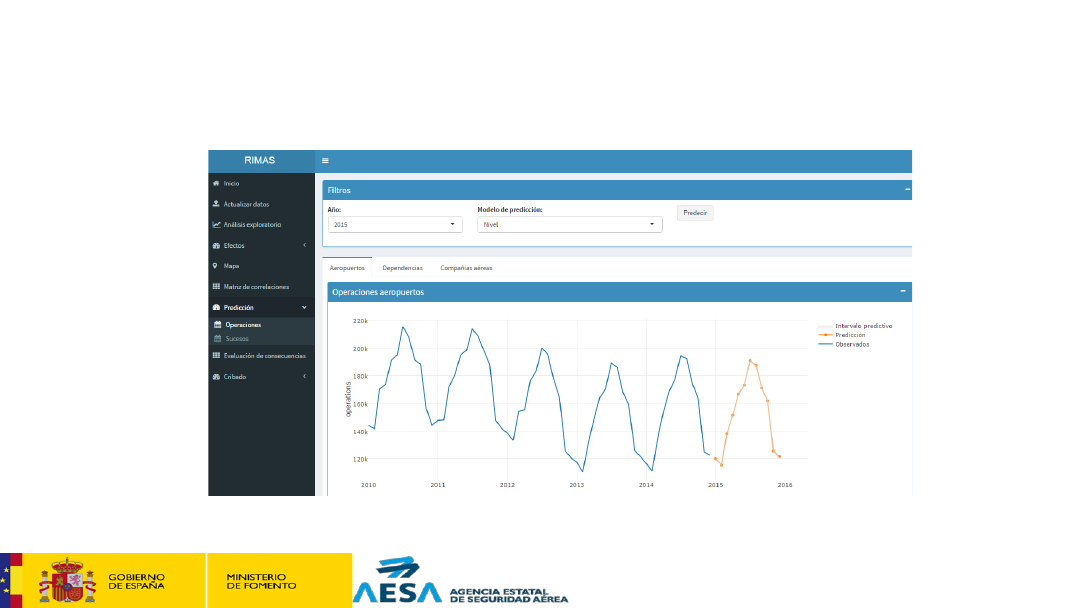 RIMAS
Inicio
Actualizar datos
Análisis exploratorio
Efectos
Mapa
Matriz de correlaciones
Predicción
Operaciones
Sucesos
Evaluación de consecuencias
Cribado
Filtros
Año:
Modelo de predicción:
2015
Nivel
Predecir
Aeropuertos
Dependencias
Compañías aéreas
Operaciones aeropuertos
220k
200k
180k
160k
140k
120k
operations
2010
2011
2012
2013
2014
2015
2016
Intervalo predictivo
Predicción
Observados
GOBIERNO
DE ESPAÑA
MINISTERIO
DE FOMENTO
AESA
AGENCIA ESTATAL
DE SEGURIDAD AÉREA